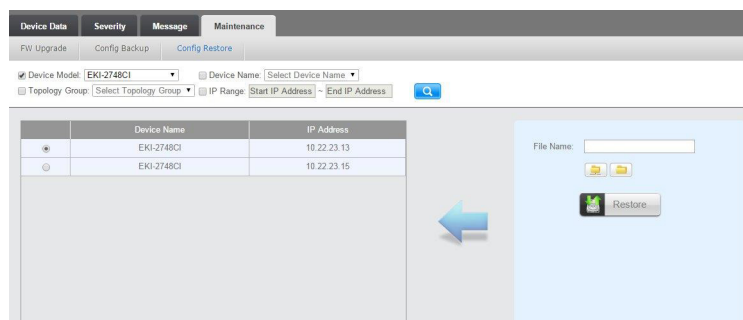 Device Data Severity Message Maintenance
FW Upgrade Config Backup Config Restore
Device Model: EKI-2748CI Device Name: Select Device Name
Topology Group: Select Topology Group IP Range: Start IP Address ~ End IP Address
Device Name IP Address
EKI-2748CI 10.22.23.13
EKI-2748CI 10.22.23.15
File Name:
Restore